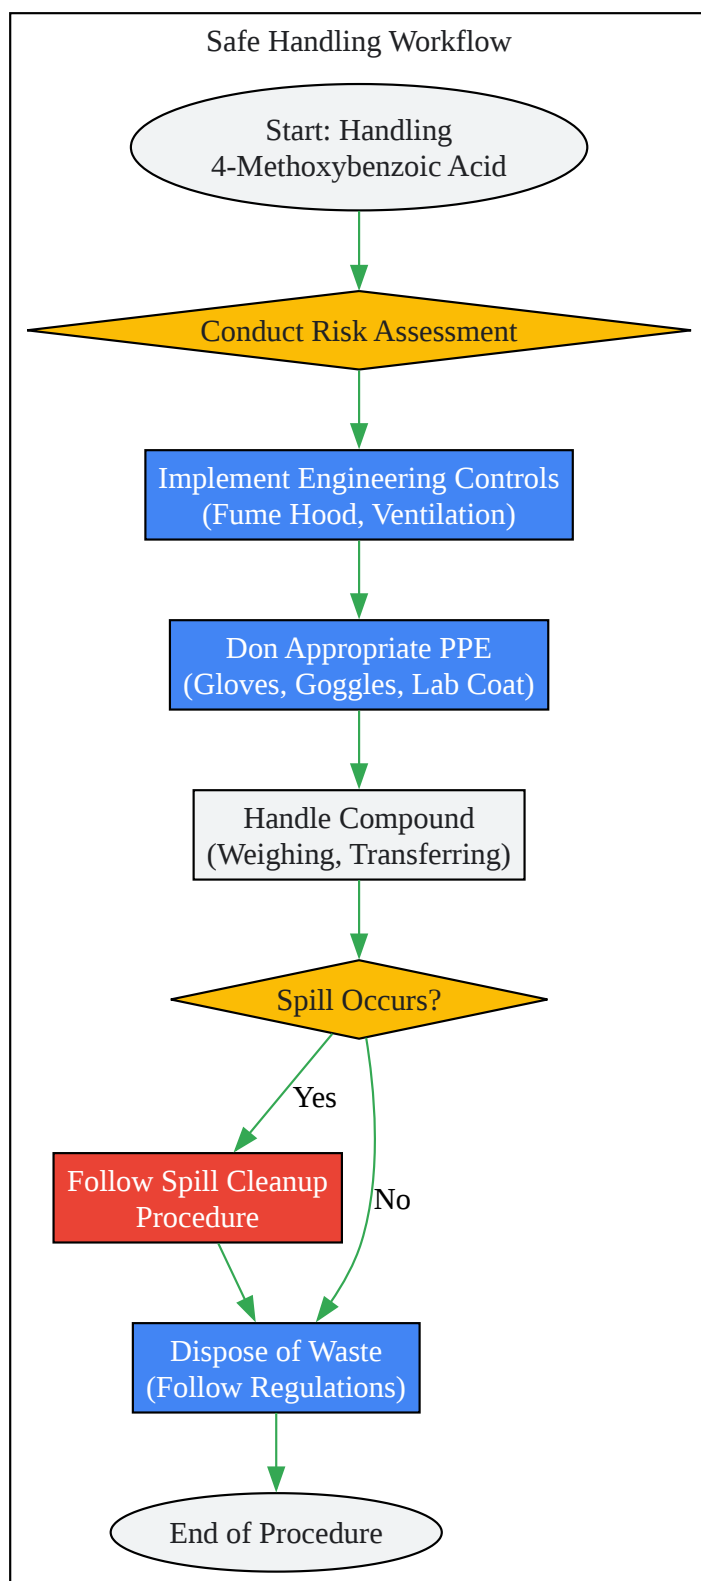 Safe Handling Workflow
Start: Handling
4-Methoxybenzoic Acid
Conduct Risk Assessment
Implement Engineering Controls
(Fume Hood, Ventilation)
Don Appropriate PPE
(Gloves, Goggles, Lab Coat)
Handle Compound
(Weighing, Transferring)
Spill Occurs?
Yes
Follow Spill Cleanup
Procedure
No
Dispose of Waste
(Follow Regulations)
End of Procedure